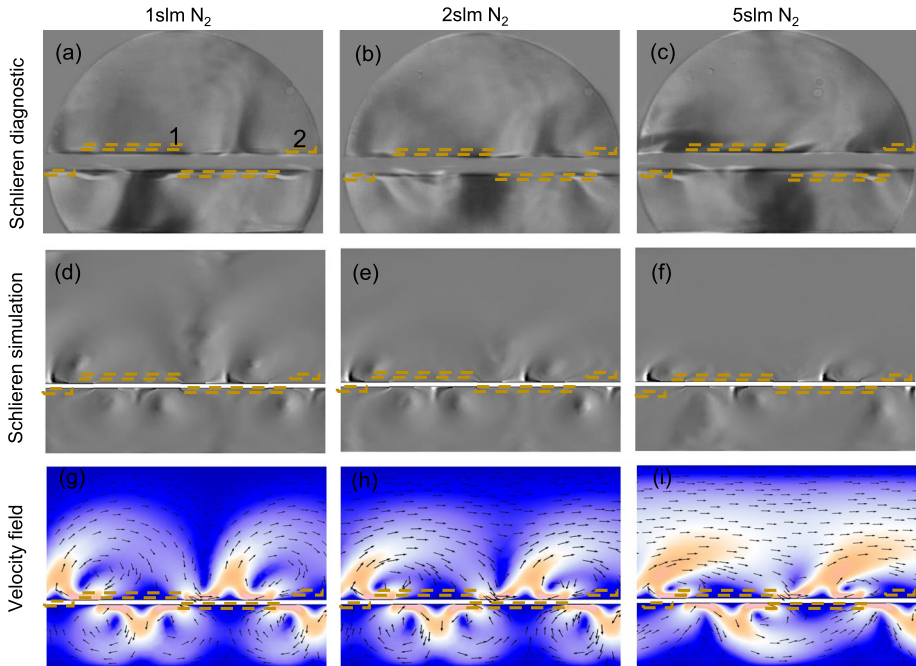 1slm N₂ 2slm N₂ 5slm N₂
Schlieren diagnostic
(a) (b) (c)
1 2
Schlieren simulation
(d) (e) (f)
Velocity field
(g) (h) (i)